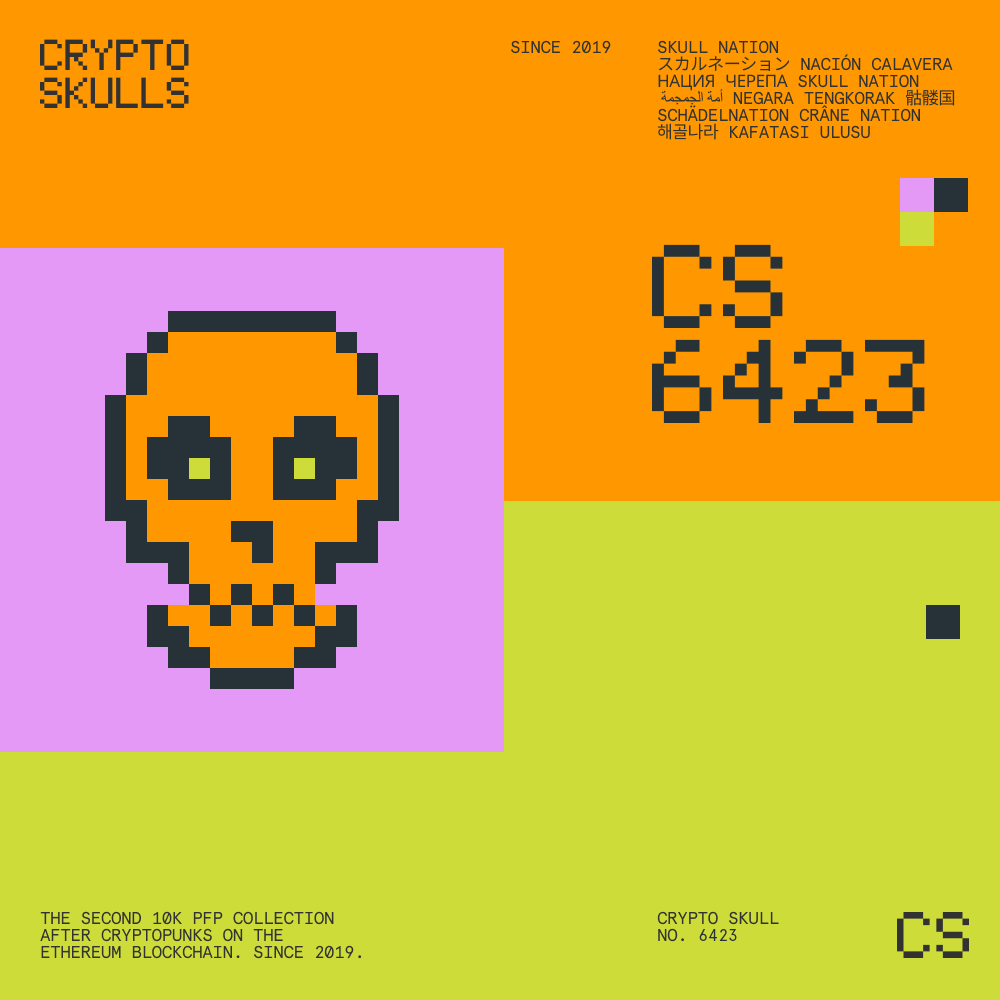 CRYPTO
SKULLS
SINCE 2019
SKULL NATION
スカルネーション NACIÓN CALAVERA
НАЦИЯ ЧЕРЕПА SKULL NATION
أمة الجمجمة NEGARA TENGKORAK 骷髅国
SCHÄDELNATION CRÂNE NATION
해골나라 KAFATASI ULUSU
CS
6423
THE SECOND 10K PFP COLLECTION
AFTER CRYPTOPUNKS ON THE
ETHEREUM BLOCKCHAIN. SINCE 2019.
CRYPTO SKULL
NO. 6423
CS